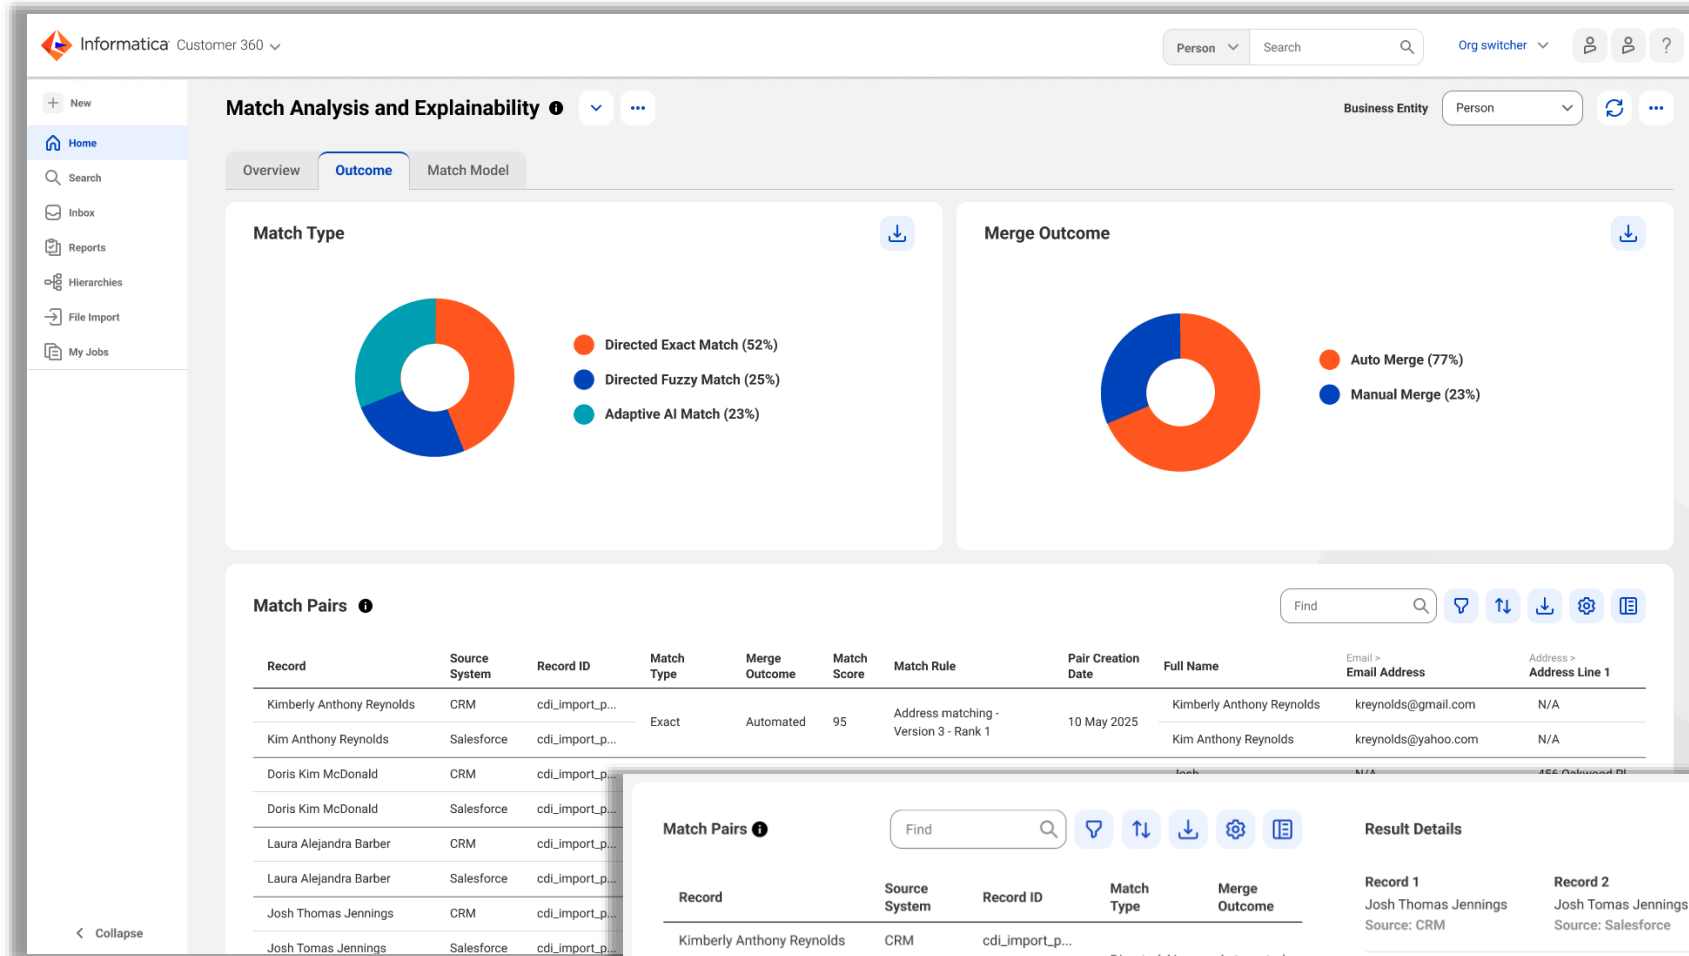 Informatica Customer 360
Person
Search
Org switcher
?
New
Home
Search
Inbox
Reports
Hierarchies
File Import
My Jobs
Collapse
Match Analysis and Explainability
Business Entity
Person
Overview
Outcome
Match Model
Match Type
Directed Exact Match (52%)
Directed Fuzzy Match (25%)
Adaptive AI Match (23%)
Merge Outcome
Auto Merge (77%)
Manual Merge (23%)
Match Pairs
Find
Record
Source
System
Record ID
Match
Type
Merge
Outcome
Match
Score
Match Rule
Pair Creation
Date
Full Name
Email >
Email Address
Address >
Address Line 1
Kimberly Anthony Reynolds CRM cdi_import_p...
Kim Anthony Reynolds Salesforce cdi_import_p...
Exact Automated 95
Address matching -
Version 3 - Rank 1
10 May 2025
Kimberly Anthony Reynolds kreynolds@gmail.com N/A
Kim Anthony Reynolds kreynolds@yahoo.com N/A
Doris Kim McDonald CRM cdi_import_p
Josh N/A 456 Oakwood Pl
Doris Kim McDonald Salesforce cdi_import_p
Laura Alejandra Barber CRM cdi_import_p
Laura Alejandra Barber Salesforce cdi_import_p
Josh Thomas Jennings CRM cdi_import_p
Josh Tomas Jennings Salesforce cdi_import_p
Match Pairs
Find
Record
Source
System
Record ID
Match
Type
Merge
Outcome
Kimberly Anthony Reynolds CRM cdi_import_p...
Result Details
Record 1
Josh Thomas Jennings
Source: CRM
Record 2
Josh Tomas Jennings
Source: Salesforce